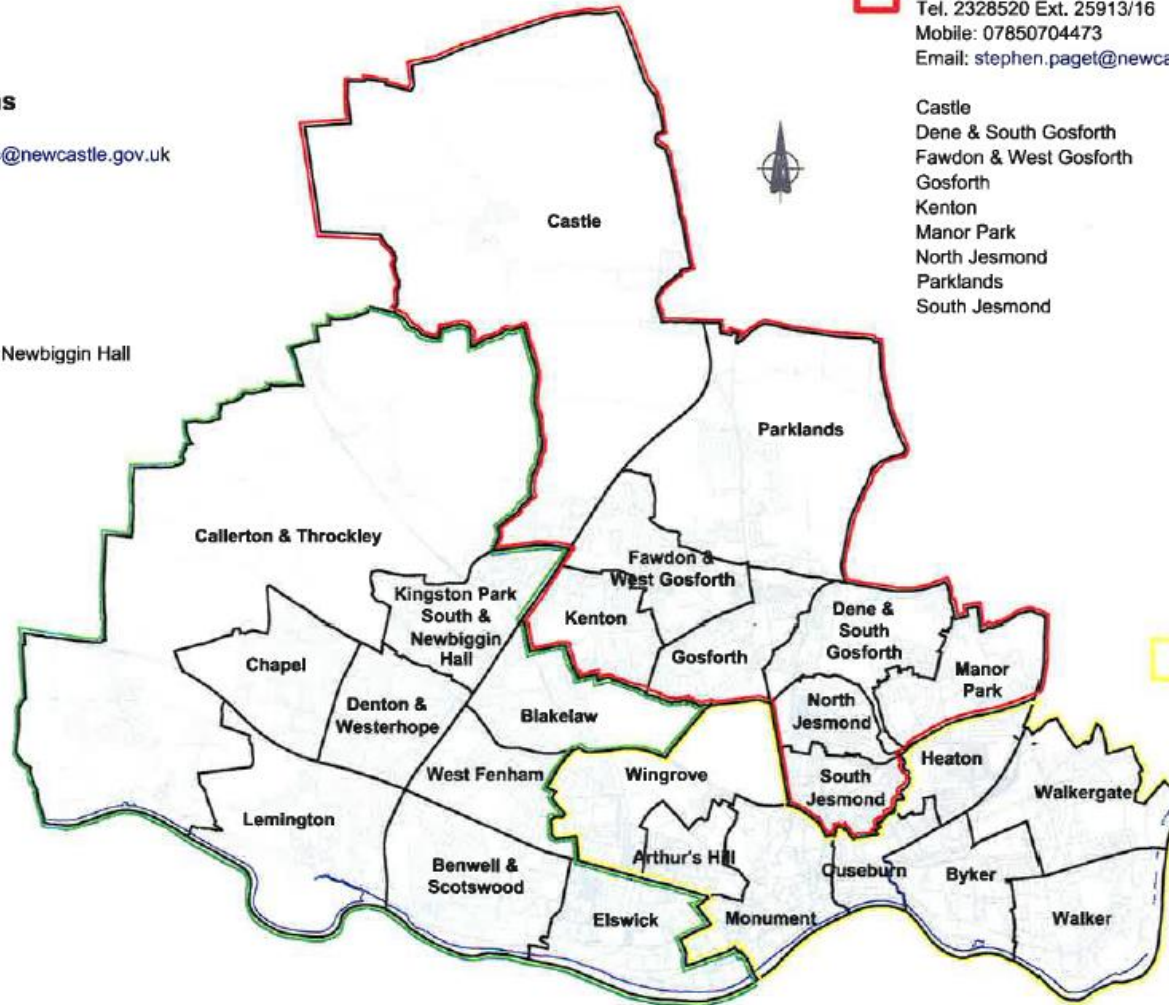 Tel. 2328520 Ext. 25913/16
Mobile: 07850704473
Email: stephen.paget@newca
Castle
Dene & South Gosforth
Fawdon & West Gosforth
Gosforth
Kenton
Manor Park
North Jesmond
Parklands
South Jesmond
s
@newcastle.gov.uk
Newbiggin Hall
Castle
Parklands
Callerton & Throckley
Fawdon &
West Gosforth
Kingston Park
South &
Newbiggin
Hall
Kenton
Dene &
South
Gosforth
Chapel
Gosforth
Manor
Park
Denton &
Westerhope
North
Jesmond
Blakelaw
West Fenham
Wingrove
Heaton
South
Jesmond
Walkergate
Lemington
Arthur's Hill
Benwell &
Scotswood
Ouseburn
Byker
Elswick
Monument
Walker